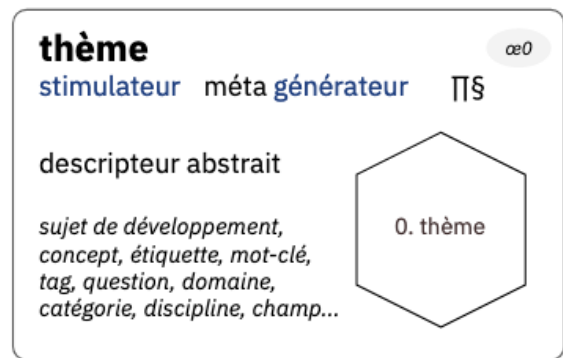 thème
œ0
stimulateur méta générateur ∏§
descripteur abstrait
sujet de développement,
concept, étiquette, mot-clé,
tag, question, domaine,
catégorie, discipline, champ...
0. thème